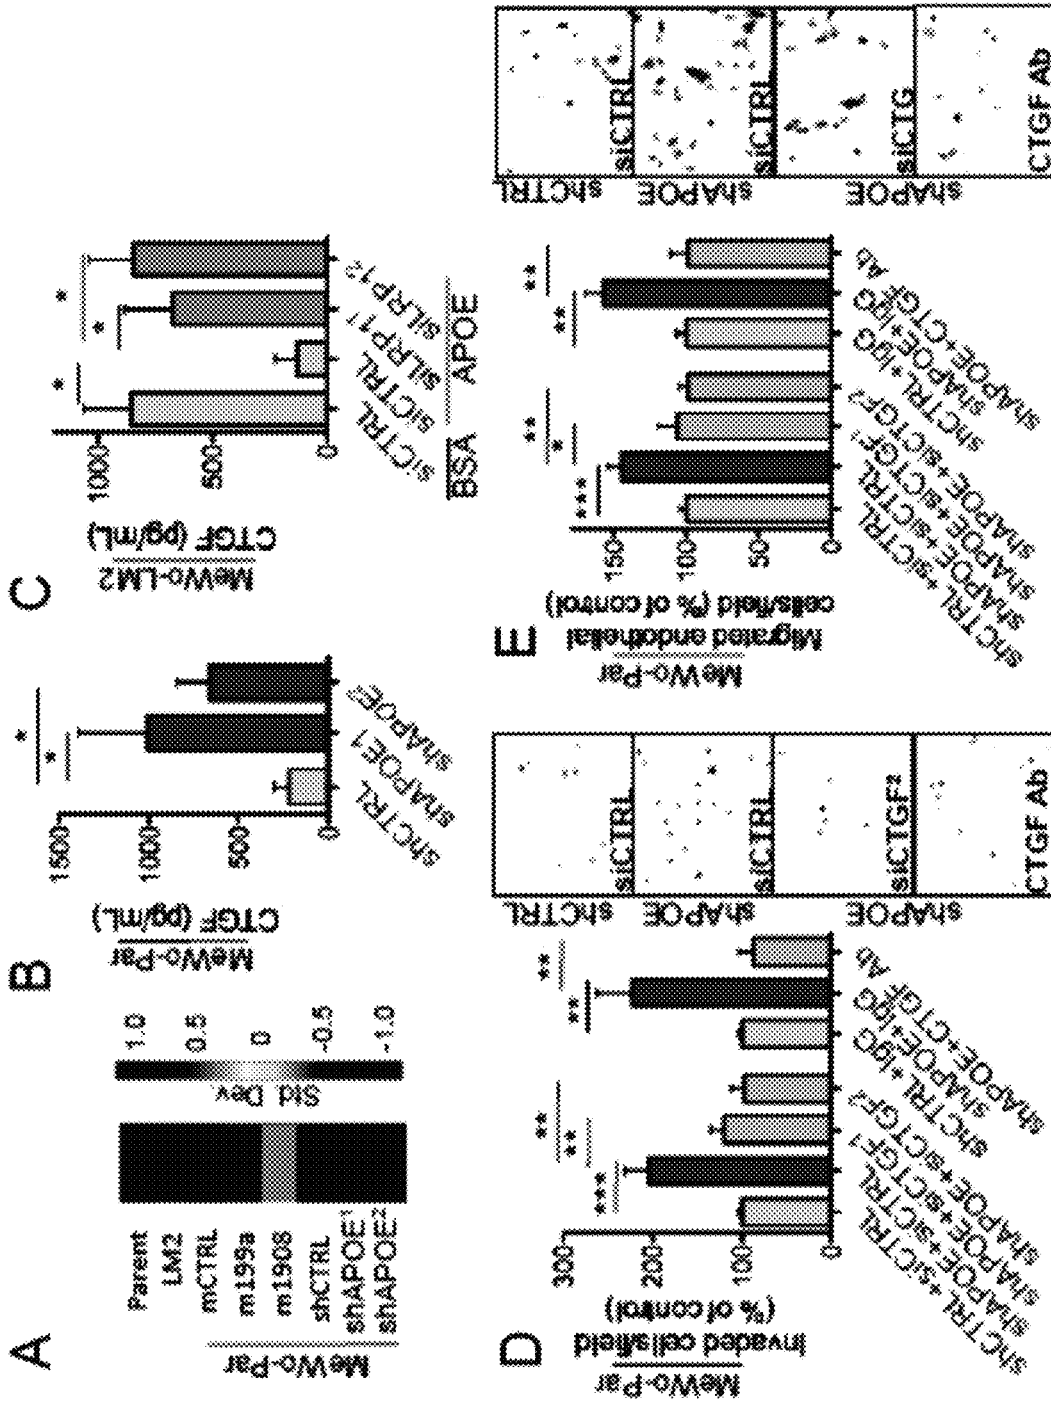 A
Parent
LM2
mCTRL
m199a
m1908
shCTRL
shAPOE¹
shAPOE²
MeWo-Par
1.0
0.5
0
-0.5
-1.0
Std Dev
B
MeWo-Par
CTGF (pg/mL)
1500
1000
500
0
*
*
shCTRL
shAPOE1
shAPOE²
C
MeWo-LM2
CTGF (pg/mL)
1000
500
0
*
*
*
siCTRL
siCTRL
siLRP1¹
siLRP1²
BSA
APOE
D
MeWo-Par
Invaded cells/field
(% of control)
300
200
100
0
***
**
**
**
**
shCTRL+siCTRL
shAPOE+siCTRL
shAPOE+siCTGF¹
shAPOE+siCTGF²
shCTRL+IgG
shAPOE+IgG
shAPOE+CTGF Ab
shCTRL
siCTRL
shAPOE
siCTRL
shAPOE
siCTGF²
CTGF Ab
E
MeWo-Par
Migrated endothelial
cells/field (% of control)
150
100
50
0
***
*
**
**
**
shCTRL+siCTRL
shAPOE+siCTRL
shAPOE+siCTGF¹
shAPOE+siCTGF²
shCTRL+IgG
shAPOE+IgG
shAPOE+CTGF Ab
shCTRL
siCTRL
shAPOE
siCTRL
shAPOE
siCTG
CTGF Ab